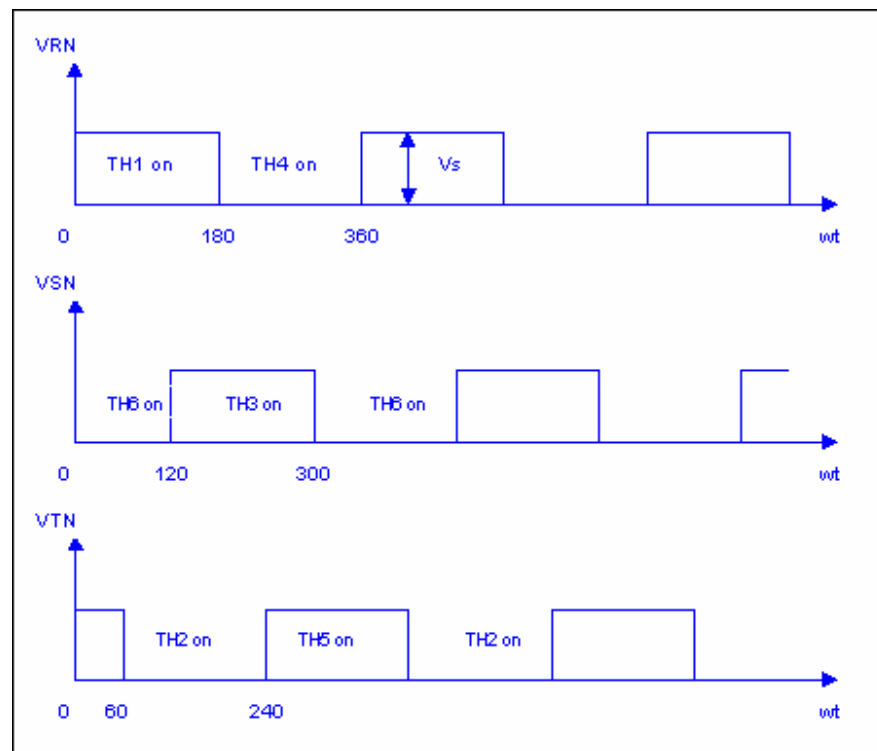 VRN
TH1 on TH4 on Vs
0 180 360 wt
VSN
TH6 on TH3 on TH6 on
0 120 300 wt
VTN
TH2 on TH5 on TH2 on
0 60 240 wt